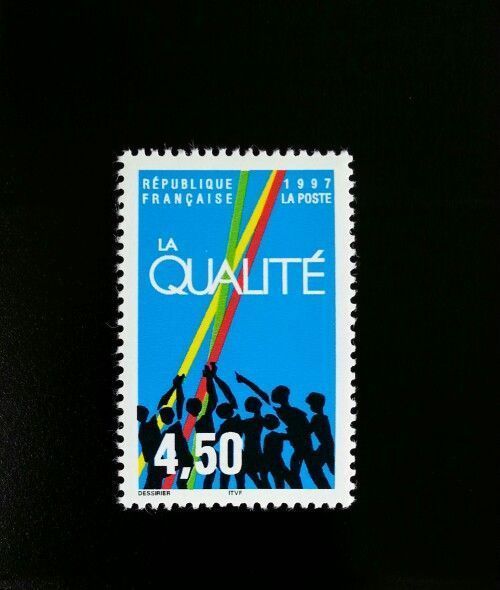 RÉPUBLIQUE 1997
FRANÇAISE LA POSTE
LA
QUALITÉ
4,50
DESSIRIER ITVF